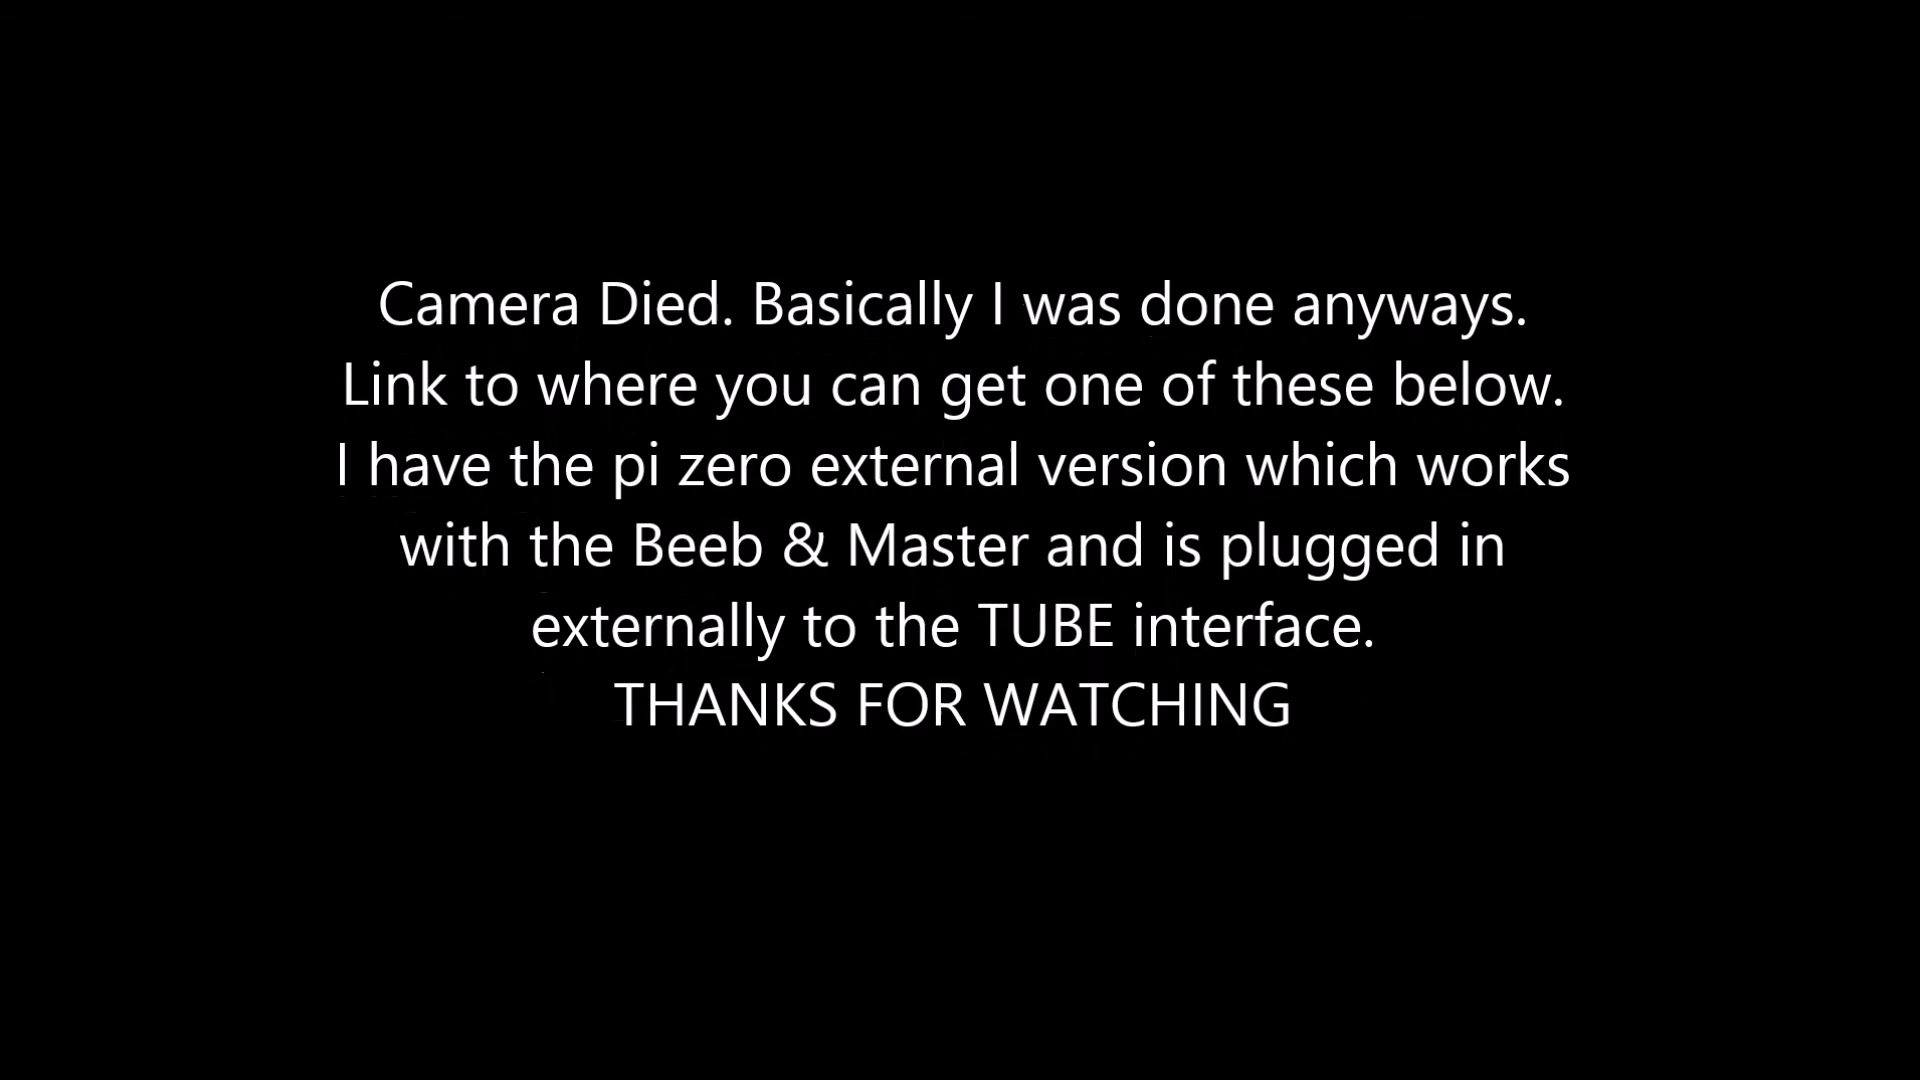 Camera Died. Basically I was done anyways.
Link to where you can get one of these below.
I have the pi zero external version which works
with the Beeb & Master and is plugged in
externally to the TUBE interface.
THANKS FOR WATCHING